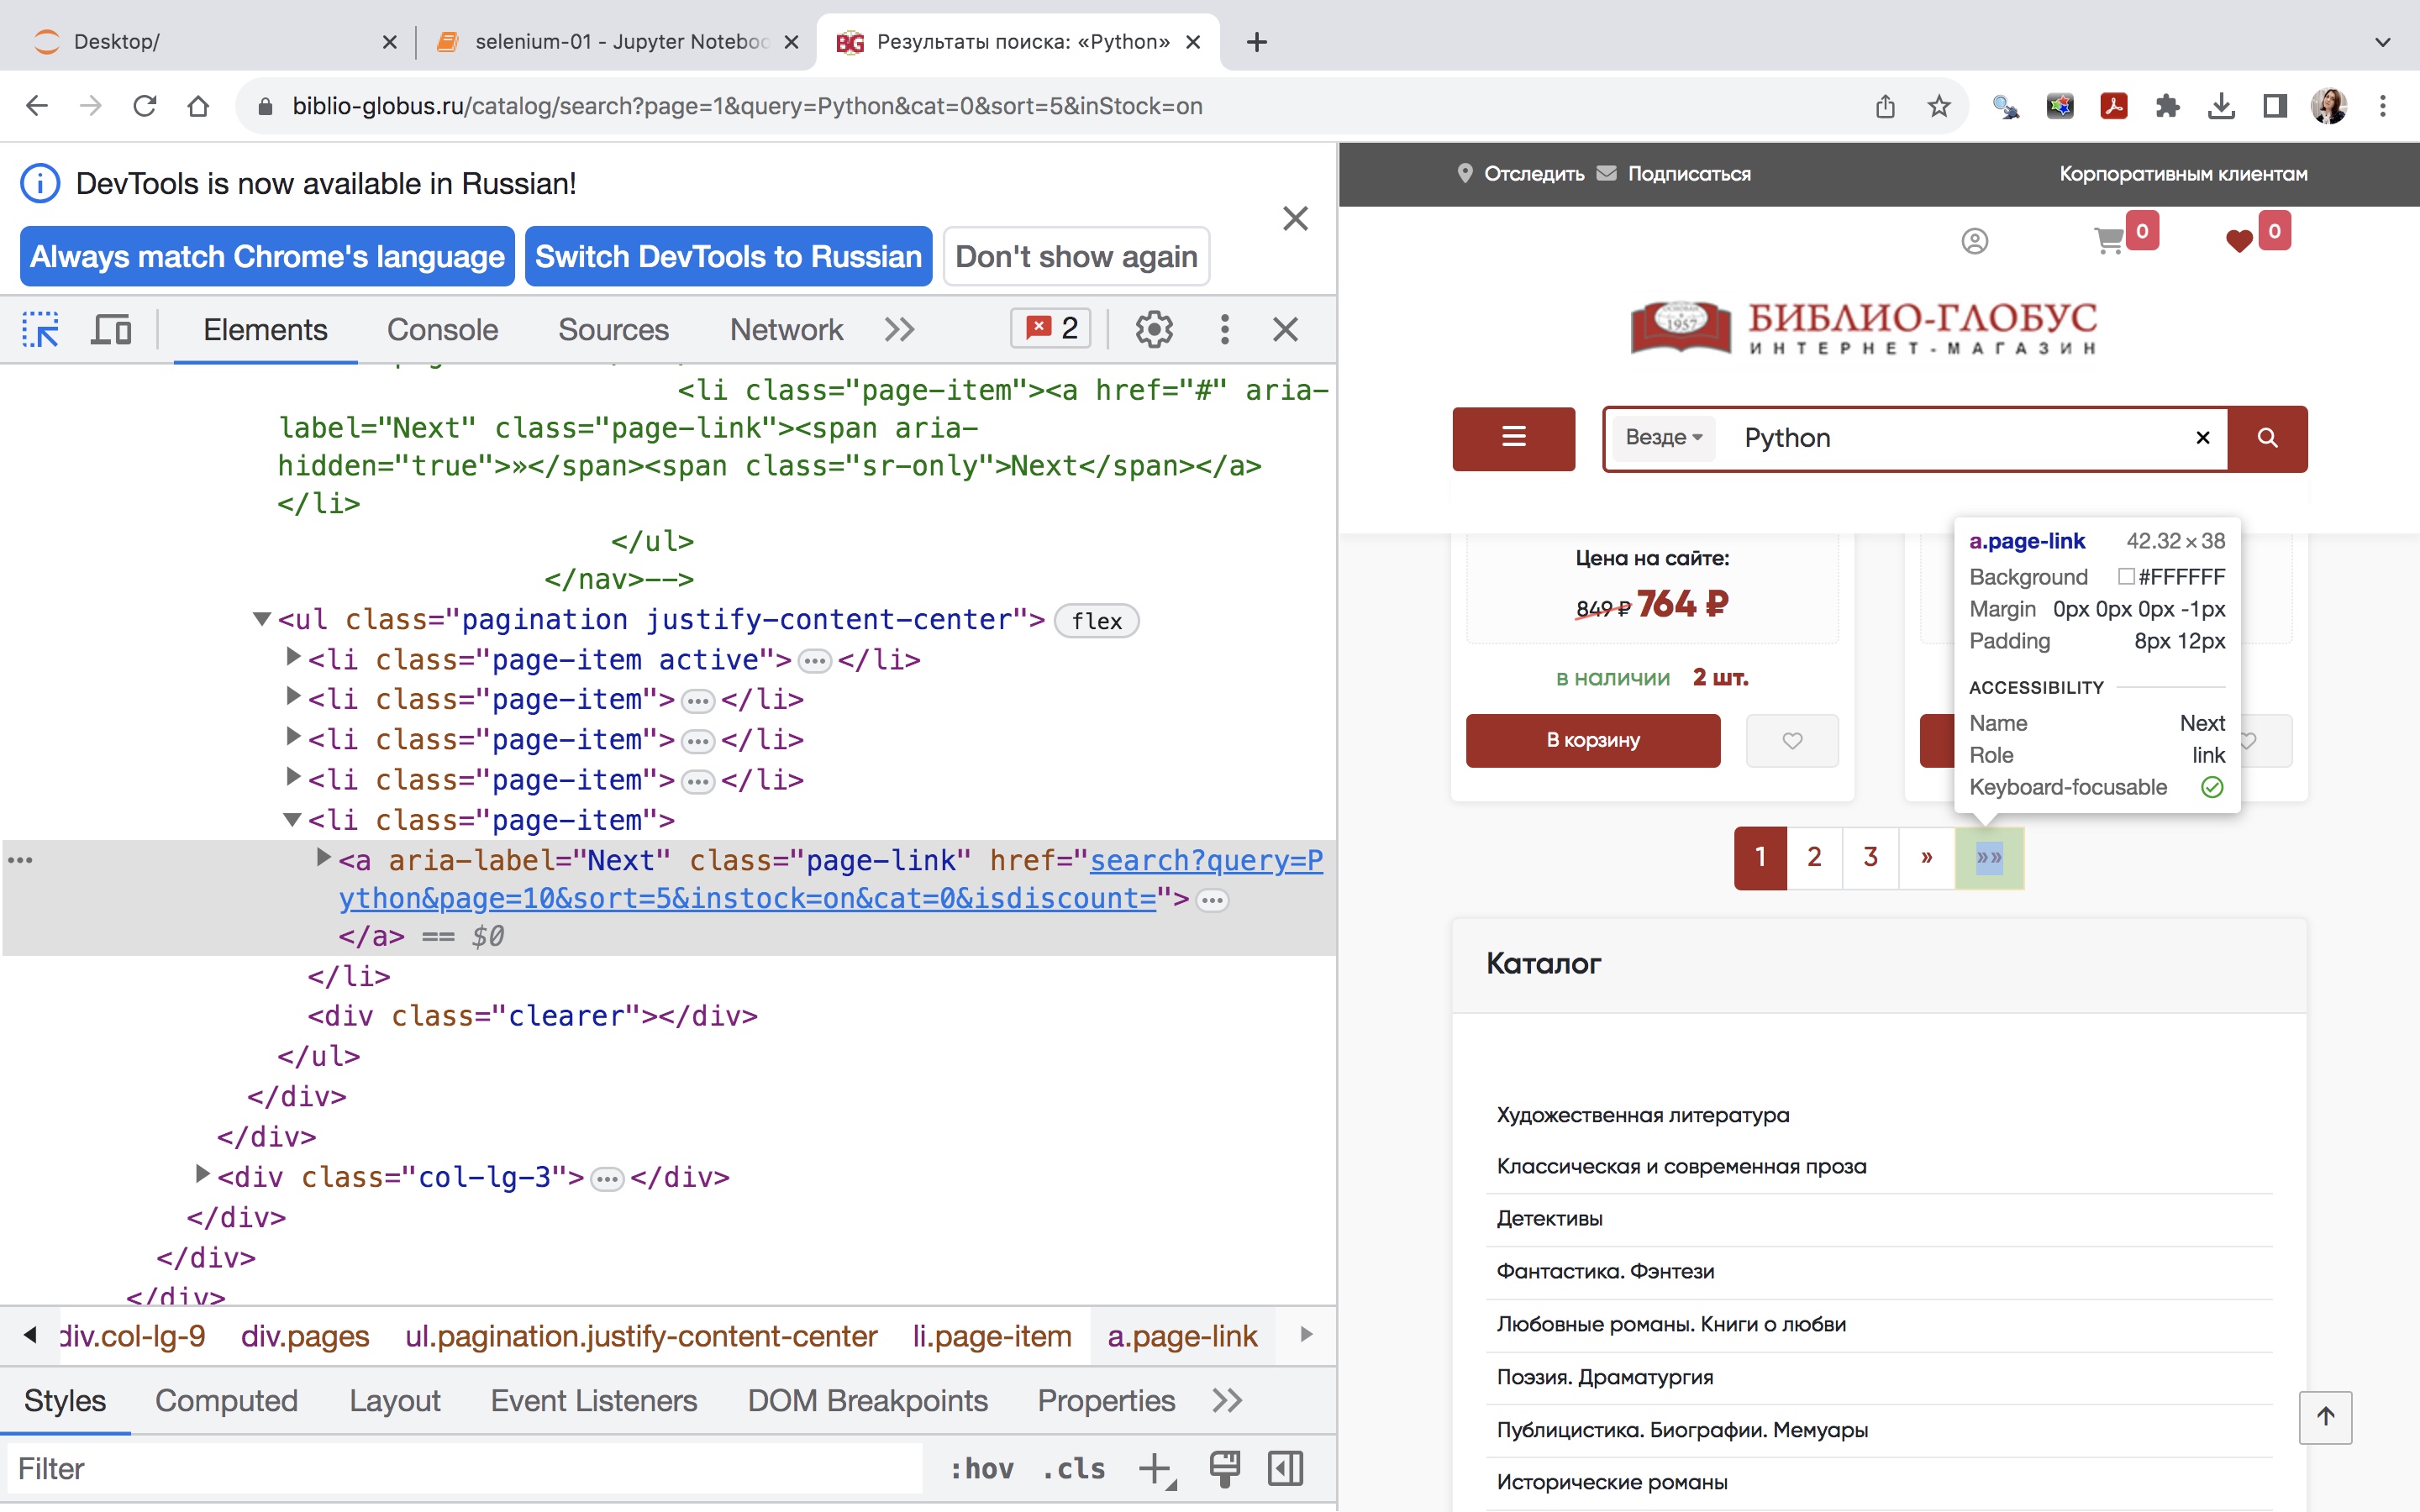 Desktop/
selenium-01 - Jupyter Noteboo
Результаты поиска: «Python»
biblio-globus.ru/catalog/search?page=1&query=Python&cat=0&sort=5&inStock=on
DevTools is now available in Russian!
Always match Chrome's language
Switch DevTools to Russian
Don't show again
Elements
Console
Sources
Network
2
<li class="page-item"><a href="#" aria-
label="Next" class="page-link"><span aria-
hidden="true">»</span><span class="sr-only">Next</span></a>
</li>
</ul>
</nav>-->
<ul class="pagination justify-content-center"> flex
<li class="page-item active"> ••• </li>
<li class="page-item"> ••• </li>
<li class="page-item"> ••• </li>
<li class="page-item"> ••• </li>
<li class="page-item">
<a aria-label="Next" class="page-link" href="search?query=P
ython&page=10&sort=5&instock=on&cat=0&isdiscount="> •••
</a> == $0
</li>
<div class="clearer"></div>
</ul>
</div>
</div>
<div class="col-lg-3"> ••• </div>
</div>
</div>
</div>
div.col-lg-9
div.pages
ul.pagination.justify-content-center
li.page-item
a.page-link
Styles
Computed
Layout
Event Listeners
DOM Breakpoints
Properties
Filter
:hov
.cls
Отследить
Подписаться
Корпоративным клиентам
0
0
1957
БИБЛИО-ГЛОБУС
ИНТЕРНЕТ-МАГАЗИН
Везде
Python
Цена на сайте:
849 ₽ 764 ₽
в наличии 2 шт.
В корзину
a.page-link 42.32×38
Background #FFFFFF
Margin 0px 0px 0px -1px
Padding 8px 12px
ACCESSIBILITY
Name Next
Role link
Keyboard-focusable
1 2 3 » »»
Каталог
Художественная литература
Классическая и современная проза
Детективы
Фантастика. Фэнтези
Любовные романы. Книги о любви
Поэзия. Драматургия
Публицистика. Биографии. Мемуары
Исторические романы